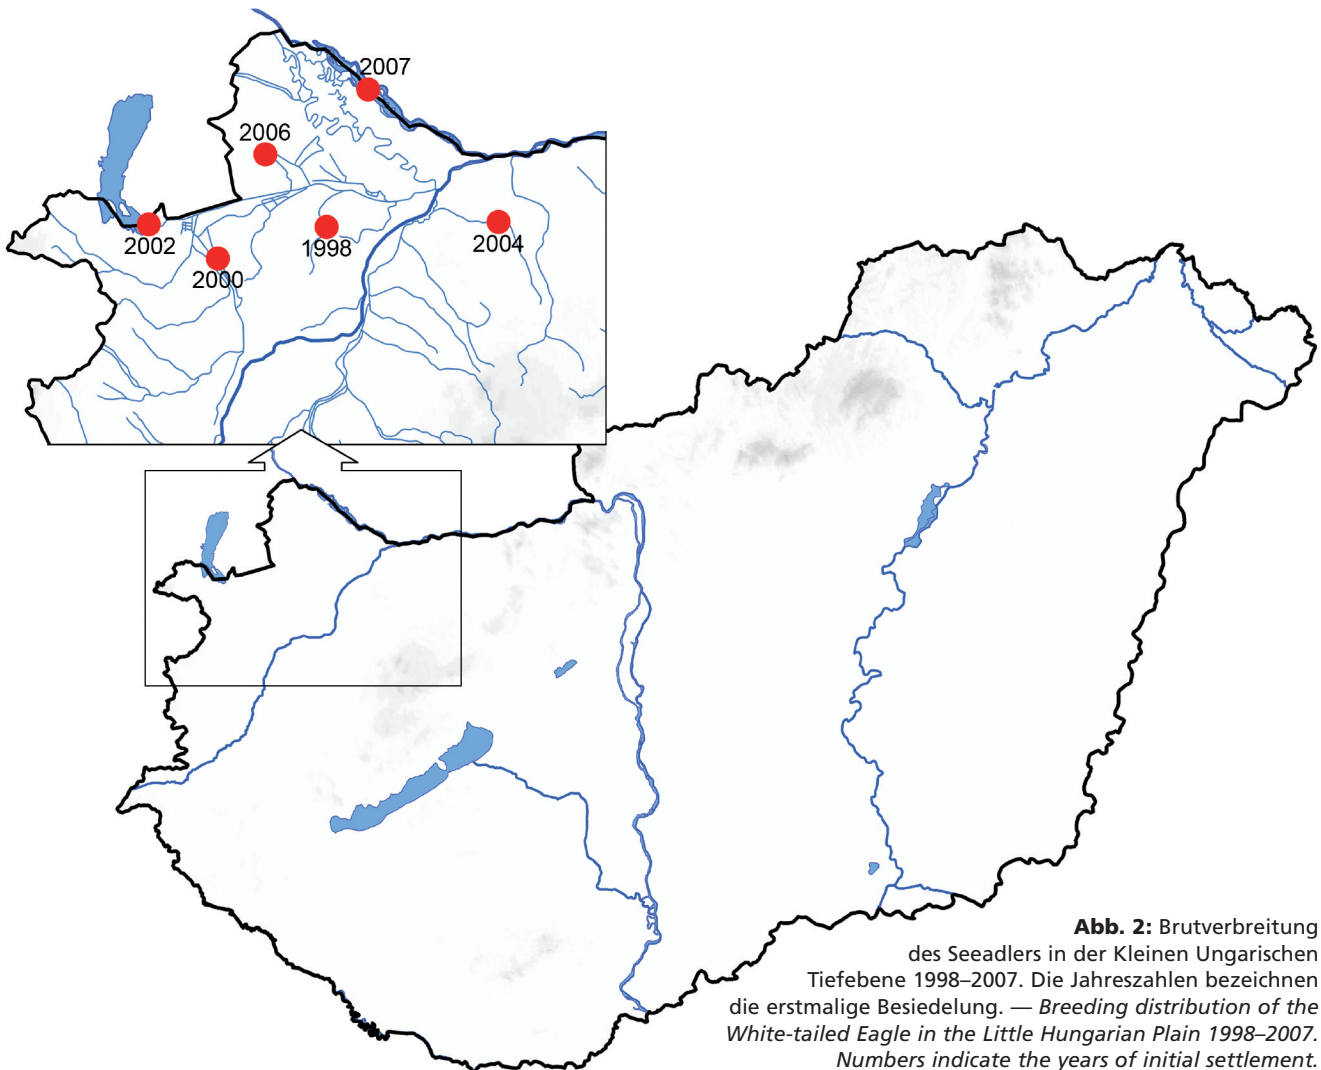 2007
2006
2002
2000
1998
2004
Abb. 2: Brutverbreitung
des Seeadlers in der Kleinen Ungarischen
Tiefebene 1998–2007. Die Jahreszahlen bezeichnen
die erstmalige Besiedelung. — Breeding distribution of the
White-tailed Eagle in the Little Hungarian Plain 1998–2007.
Numbers indicate the years of initial settlement.